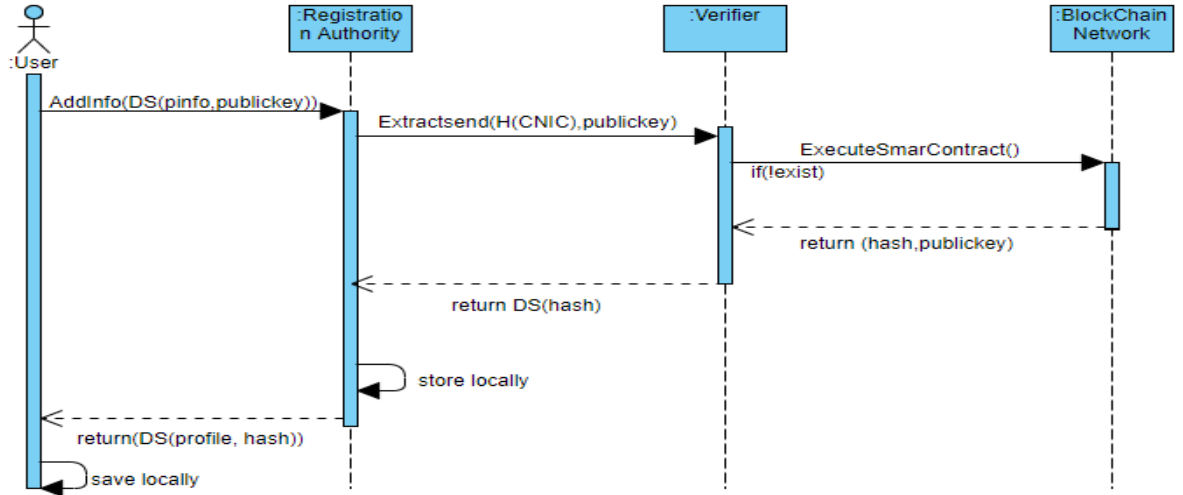 :Registratio
n Authority
:Verifier
:BlockChain
Network
:User
AddInfo(DS(pinfo,publickey))
Extractsend(H(CNIC),publickey)
ExecuteSmarContract()
if(!exist)
return (hash,publickey)
return DS(hash)
store locally
return(DS(profile, hash))
save locally